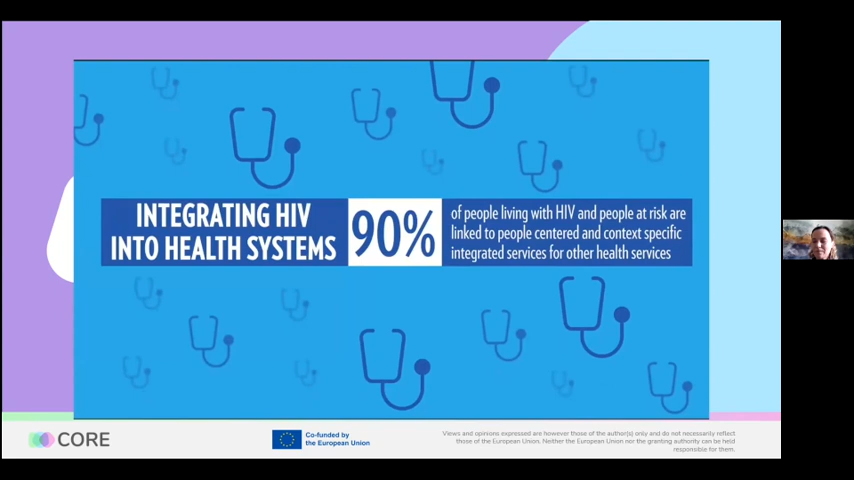 INTEGRATING HIV
INTO HEALTH SYSTEMS
90%
of people living with HIV and people at risk are
linked to people centered and context specific
integrated services for other health services
CORE
Co-funded by
the European Union
Views and opinions expressed are however those of the author(s) only and do not necessarily reflect
those of the European Union. Neither the European Union nor the granting authority can be held
responsible for them.